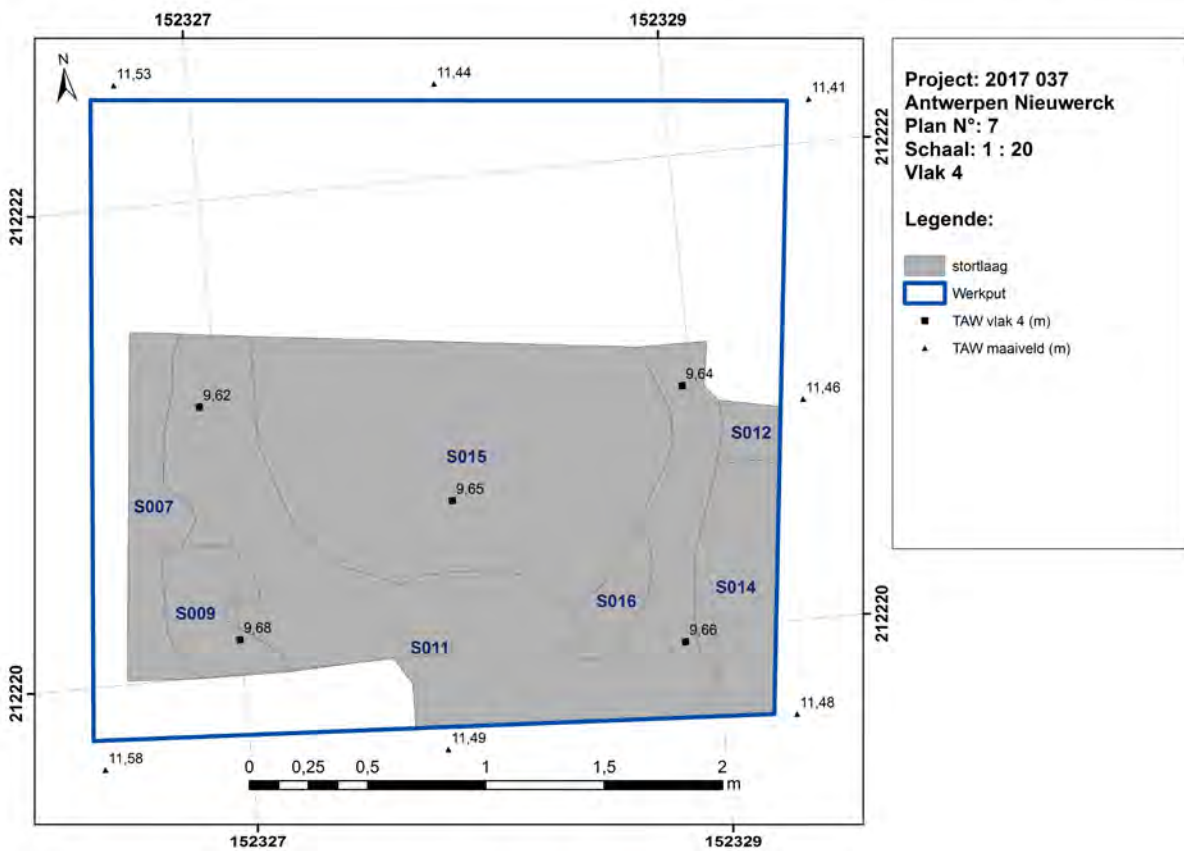 152327
152329
N
11,53
11,44
11,41
212222
212222
9,62
9,64
11,46
S012
S015
9,65
S007
S009
S016
S014
9,68
S011
9,66
212220
212220
11,48
11,49
11,58
0 0,25 0,5 1 1,5 2
m
152327
152329
Project: 2017 037
Antwerpen Nieuwerck
Plan N°: 7
Schaal: 1 : 20
Vlak 4
Legende:
stortlaag
Werkput
TAW vlak 4 (m)
TAW maaiveld (m)